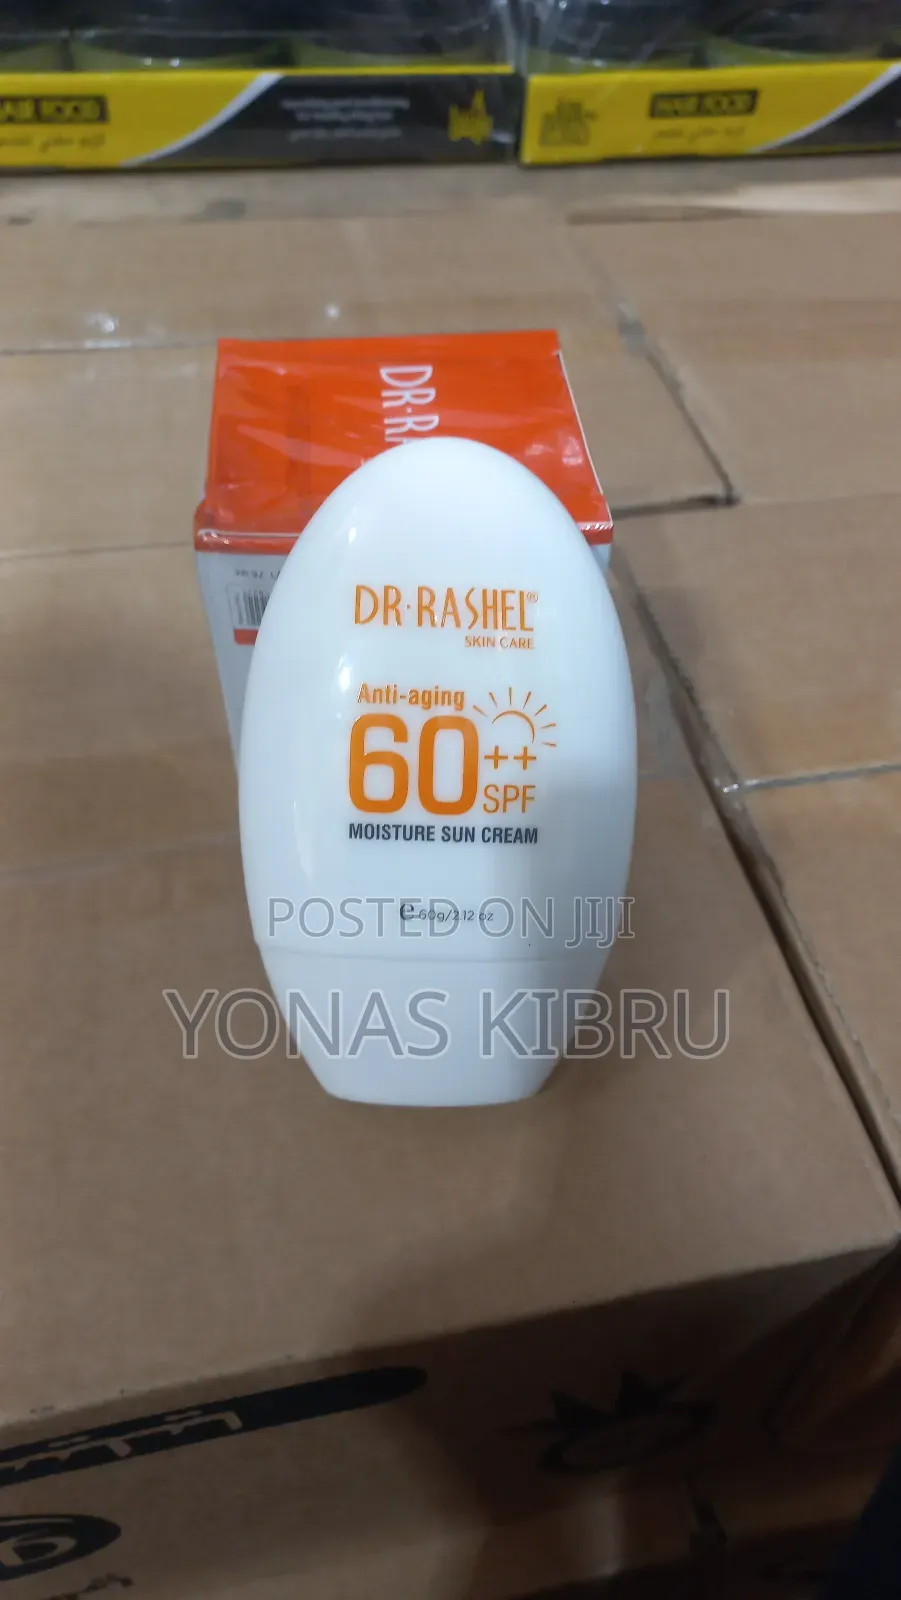 HAIR FOOD
HAIR FOOD
DR·RA
DR·RASHEL®
SKIN CARE
Anti-aging
60++
SPF
MOISTURE SUN CREAM
e 60g/2.12 oz
POSTED ON JIJI
YONAS KIBRU